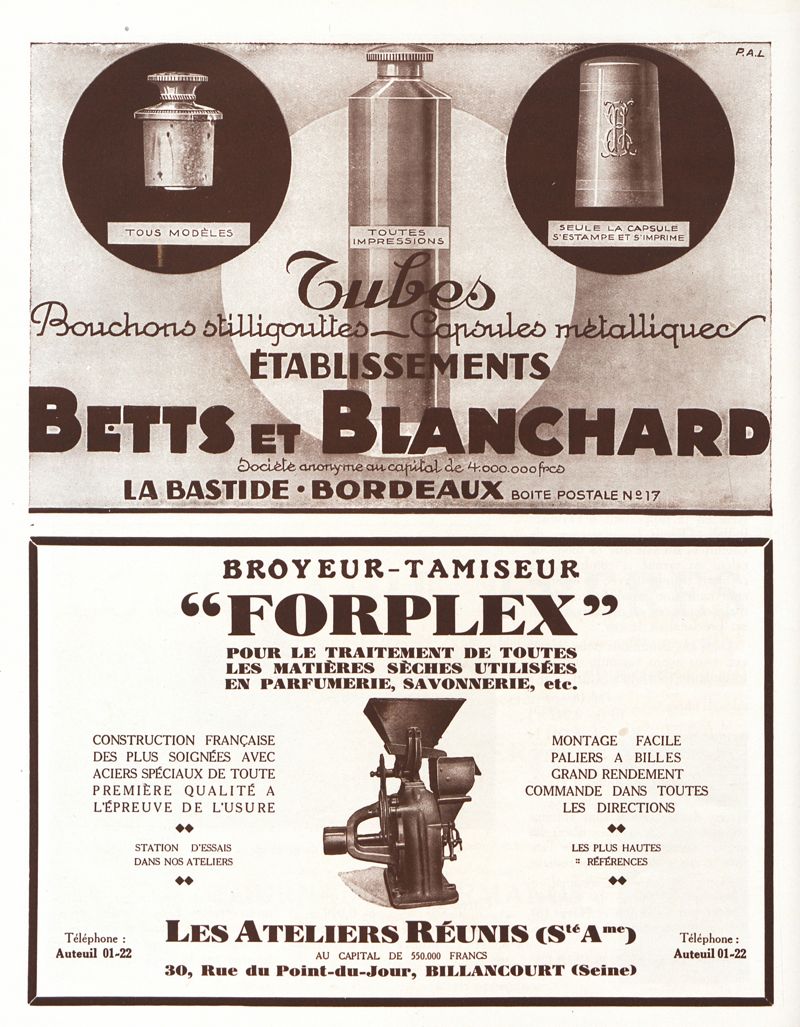 P.A.L
TOUS MODÈLES
TOUTES
IMPRESSIONS
SEULE LA CAPSULE
S'ESTAMPE ET S'IMPRIME
Tubes
Bouchons stilligouttes — Capsules métalliques
ÉTABLISSEMENTS
BETTS ET BLANCHARD
Société anonyme au capital de 4.000.000 frcs
LA BASTIDE • BORDEAUX BOITE POSTALE Nº 17
BROYEUR-TAMISEUR
“FORPLEX”
POUR LE TRAITEMENT DE TOUTES
LES MATIÈRES SÈCHES UTILISÉES
EN PARFUMERIE, SAVONNERIE, etc.
CONSTRUCTION FRANÇAISE
DES PLUS SOIGNÉES AVEC
ACIERS SPÉCIAUX DE TOUTE
PREMIÈRE QUALITÉ A
L'ÉPREUVE DE L'USURE
STATION D'ESSAIS
DANS NOS ATELIERS
MONTAGE FACILE
PALIERS A BILLES
GRAND RENDEMENT
COMMANDE DANS TOUTES
LES DIRECTIONS
LES PLUS HAUTES
:: RÉFÉRENCES
Téléphone :
Auteuil 01-22
LES ATELIERS RÉUNIS (Sté Ame)
AU CAPITAL DE 550.000 FRANCS
30, Rue du Point-du-Jour, BILLANCOURT (Seine)
Téléphone :
Auteuil 01-22